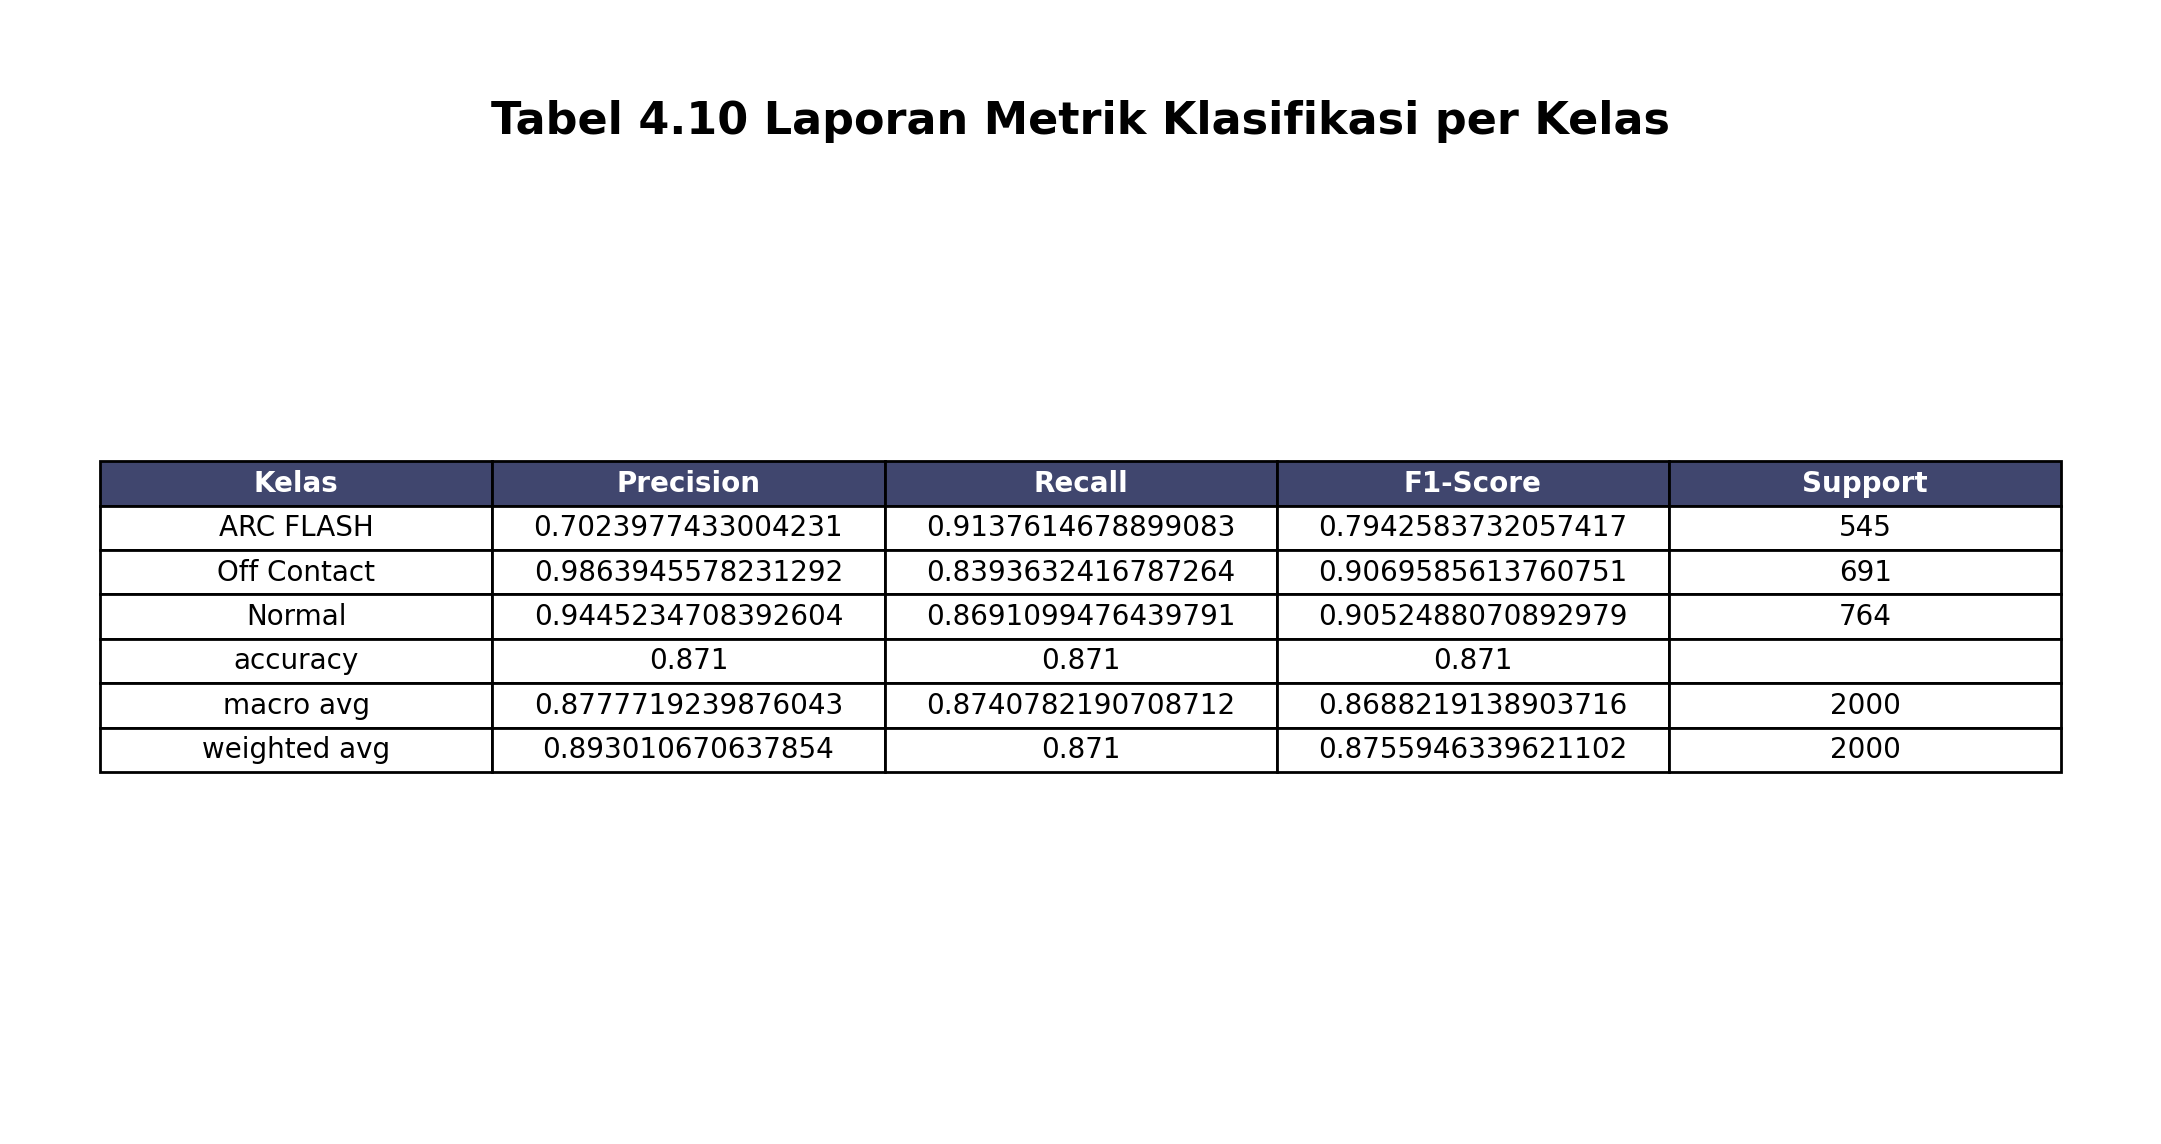 Tabel 4.10 Laporan Metrik Klasifikasi per Kelas
Kelas Precision Recall F1-Score Support
ARC FLASH 0.7023977433004231 0.9137614678899083 0.7942583732057417 545
Off Contact 0.9863945578231292 0.8393632416787264 0.9069585613760751 691
Normal 0.9445234708392604 0.8691099476439791 0.9052488070892979 764
accuracy 0.871 0.871 0.871
macro avg 0.8777719239876043 0.8740782190708712 0.8688219138903716 2000
weighted avg 0.893010670637854 0.871 0.8755946339621102 2000